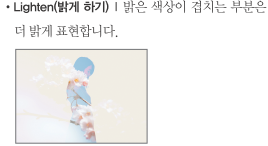 • Lighten(밝게 하기) | 밝은 색상이 겹치는 부분은
더 밝게 표현합니다.